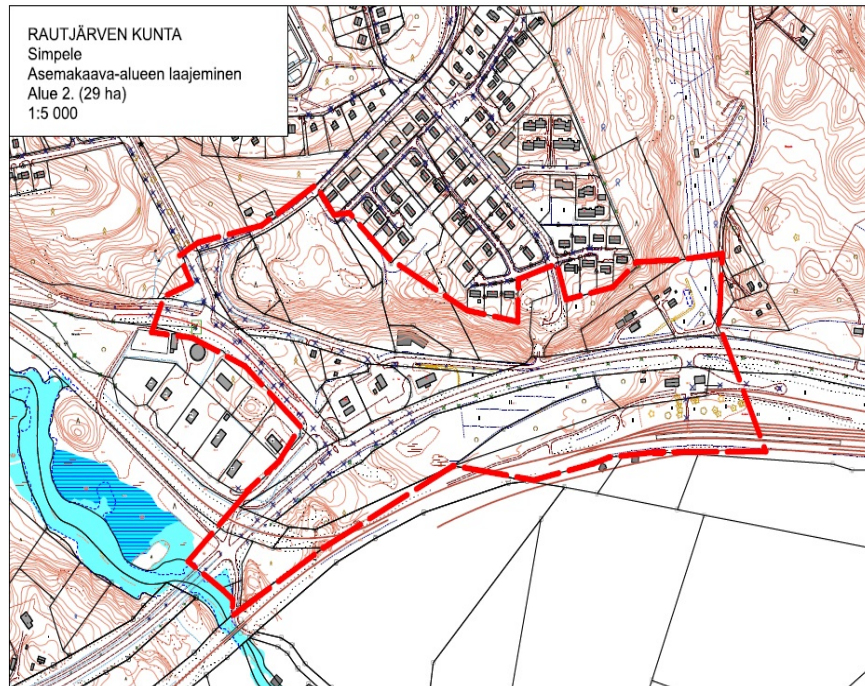 RAUTJÄRVEN KUNTA
Simpele
Asemakaava-alueen laajeminen
Alue 2. (29 ha)
1:5 000